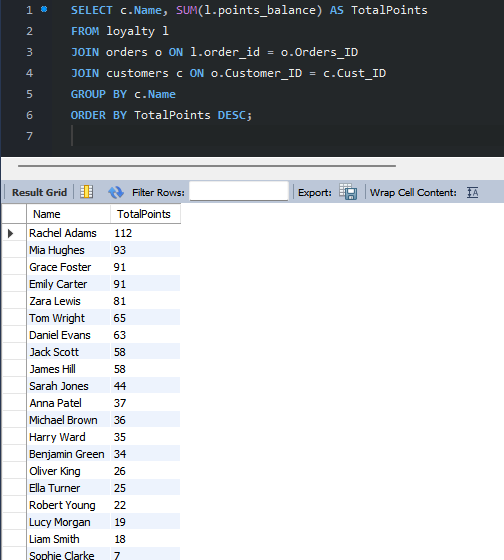 1 SELECT c.Name, SUM(l.points_balance) AS TotalPoints
2 FROM loyalty l
3 JOIN orders o ON l.order_id = o.Orders_ID
4 JOIN customers c ON o.Customer_ID = c.Cust_ID
5 GROUP BY c.Name
6 ORDER BY TotalPoints DESC;
7
Result Grid Filter Rows: Export: Wrap Cell Content: IA
Name TotalPoints
Rachel Adams 112
Mia Hughes 93
Grace Foster 91
Emily Carter 91
Zara Lewis 81
Tom Wright 65
Daniel Evans 63
Jack Scott 58
James Hill 58
Sarah Jones 44
Anna Patel 37
Michael Brown 36
Harry Ward 35
Benjamin Green 34
Oliver King 26
Ella Turner 25
Robert Young 22
Lucy Morgan 19
Liam Smith 18
Sophie Clarke 7